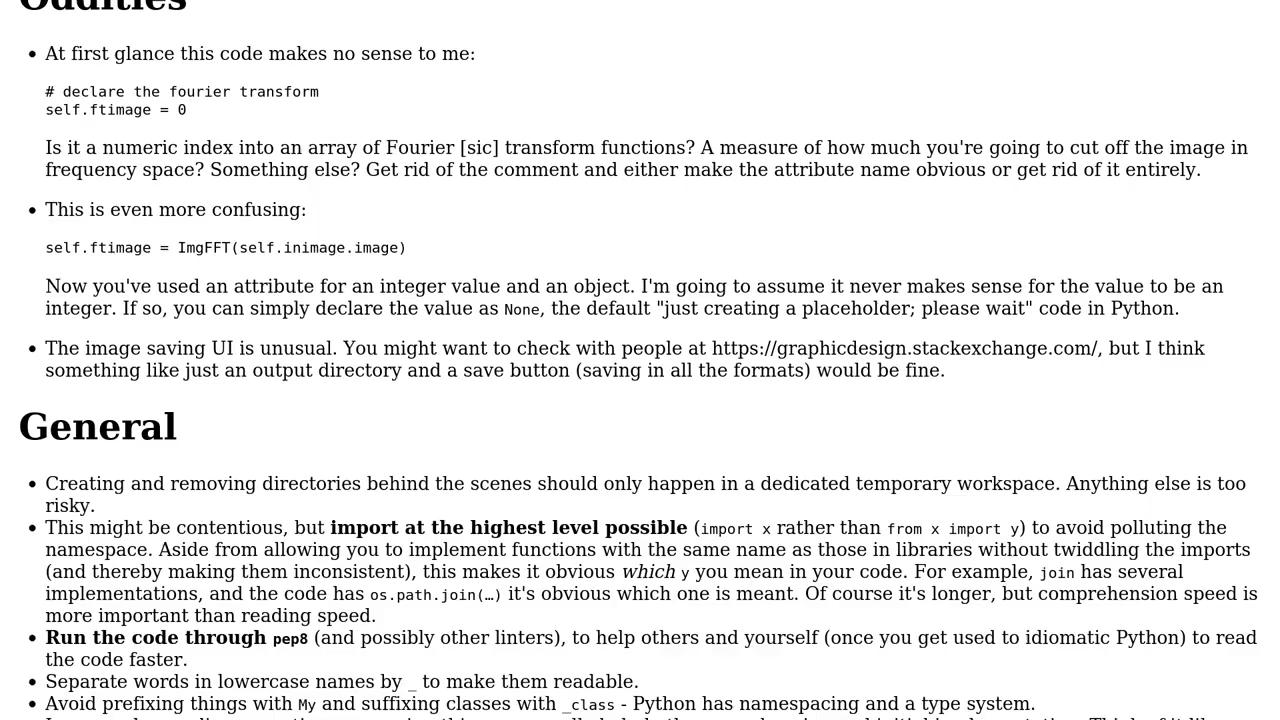 Oddities
At first glance this code makes no sense to me:
# declare the fourier transform
self.ftimage = 0
Is it a numeric index into an array of Fourier [sic] transform functions? A measure of how much you're going to cut off the image in
frequency space? Something else? Get rid of the comment and either make the attribute name obvious or get rid of it entirely.
This is even more confusing:
self.ftimage = ImgFFT(self.inimage.image)
Now you've used an attribute for an integer value and an object. I'm going to assume it never makes sense for the value to be an
integer. If so, you can simply declare the value as None, the default "just creating a placeholder; please wait" code in Python.
The image saving UI is unusual. You might want to check with people at https://graphicdesign.stackexchange.com/, but I think
something like just an output directory and a save button (saving in all the formats) would be fine.
General
Creating and removing directories behind the scenes should only happen in a dedicated temporary workspace. Anything else is too
risky.
This might be contentious, but import at the highest level possible (import x rather than from x import y) to avoid polluting the
namespace. Aside from allowing you to implement functions with the same name as those in libraries without twiddling the imports
(and thereby making them inconsistent), this makes it obvious which y you mean in your code. For example, join has several
implementations, and the code has os.path.join(…) it's obvious which one is meant. Of course it's longer, but comprehension speed is
more important than reading speed.
Run the code through pep8 (and possibly other linters), to help others and yourself (once you get used to idiomatic Python) to read
the code faster.
Separate words in lowercase names by _ to make them readable.
Avoid prefixing things with My and suffixing classes with _class - Python has namespacing and a type system.